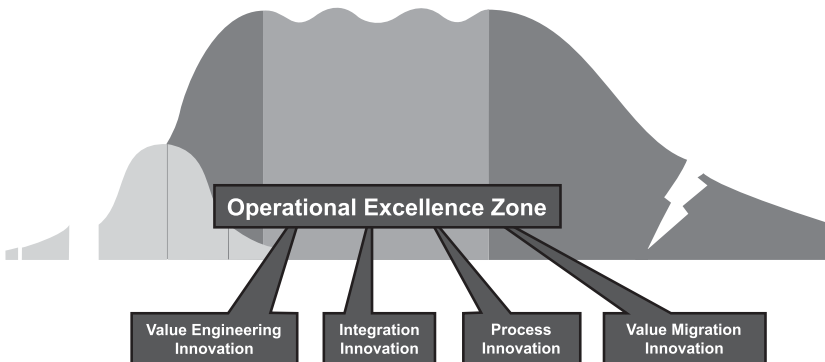 Operational Excellence Zone
Value Engineering
Innovation
Integration
Innovation
Process
Innovation
Value Migration
Innovation